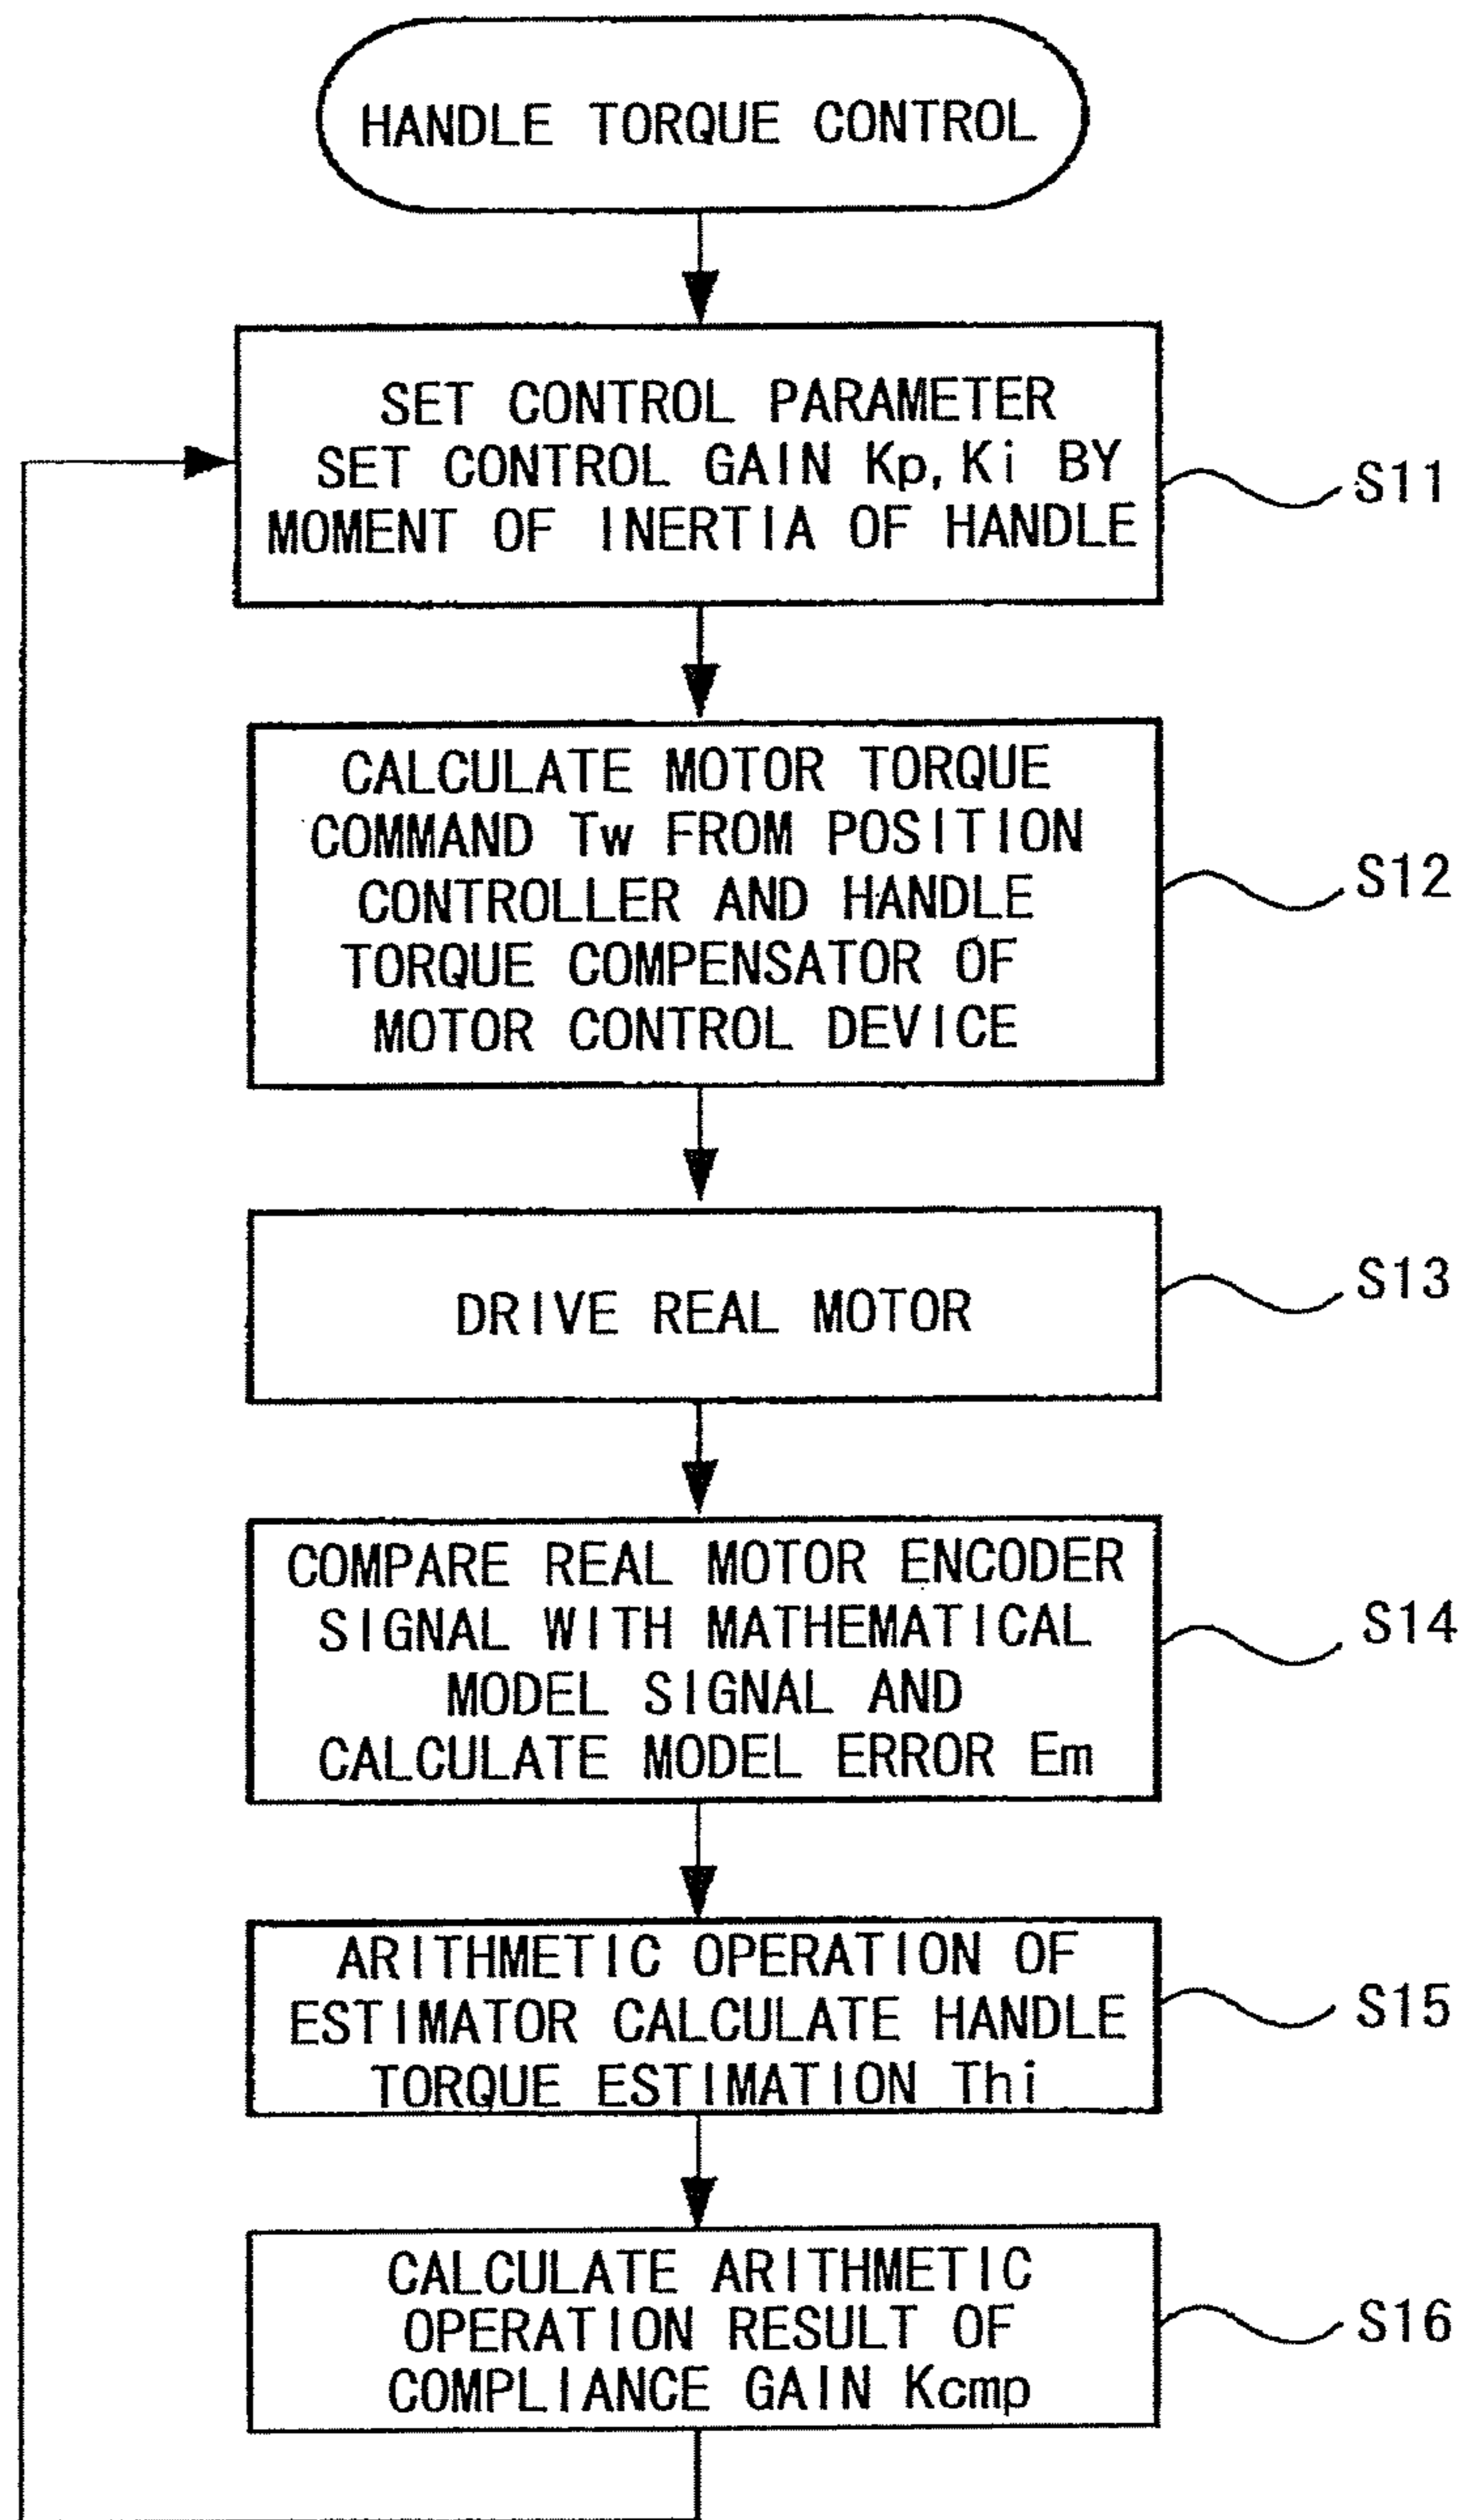 HANDLE TORQUE CONTROL
SET CONTROL PARAMETER
SET CONTROL GAIN Kp, Ki BY
MOMENT OF INERTIA OF HANDLE
S11
CALCULATE MOTOR TORQUE
COMMAND Tw FROM POSITION
CONTROLLER AND HANDLE
TORQUE COMPENSATOR OF
MOTOR CONTROL DEVICE
S12
DRIVE REAL MOTOR
S13
COMPARE REAL MOTOR ENCODER
SIGNAL WITH MATHEMATICAL
MODEL SIGNAL AND
CALCULATE MODEL ERROR Em
S14
ARITHMETIC OPERATION OF
ESTIMATOR CALCULATE HANDLE
TORQUE ESTIMATION Thi
S15
CALCULATE ARITHMETIC
OPERATION RESULT OF
COMPLIANCE GAIN Kcmp
S16